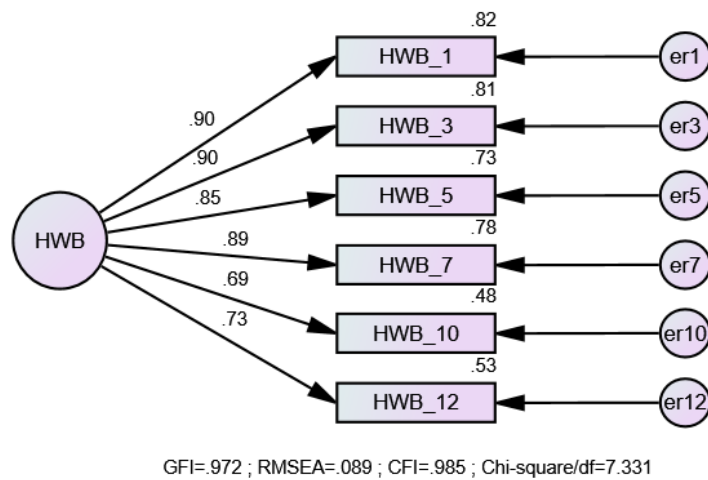 .82
HWB_1
er1
.90
.81
HWB_3
er3
.90
.73
HWB_5
er5
.85
.78
HWB
HWB_7
er7
.89
.48
HWB_10
er10
.69
.53
HWB_12
er12
.73
GFI=.972 ; RMSEA=.089 ; CFI=.985 ; Chi-square/df=7.331